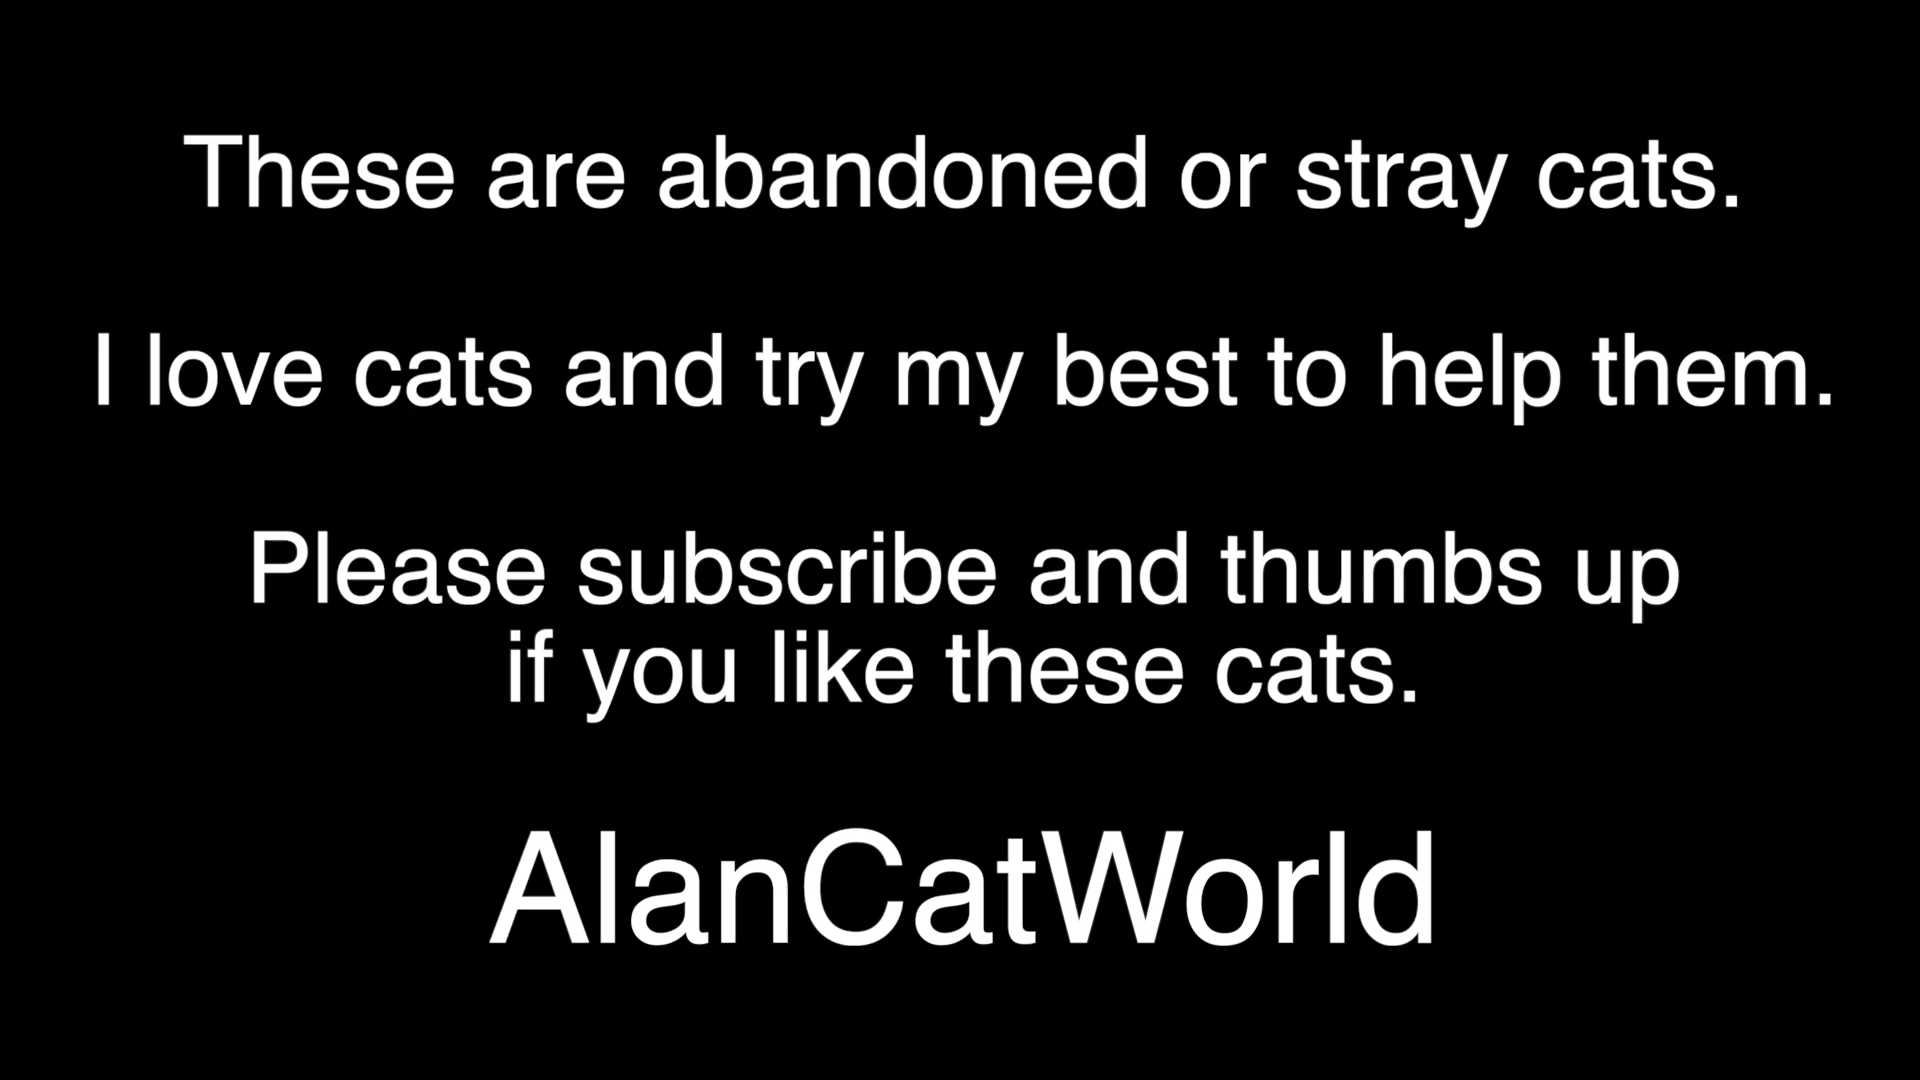 These are abandoned or stray cats.
I love cats and try my best to help them.
Please subscribe and thumbs up
if you like these cats.
AlanCatWorld